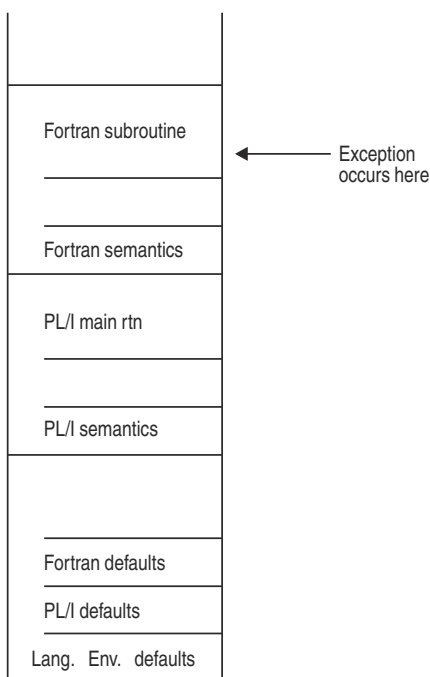 Fortran subroutine
Exception
occurs here
Fortran semantics
PL/I main rtn
PL/I semantics
Fortran defaults
PL/I defaults
Lang. Env. defaults